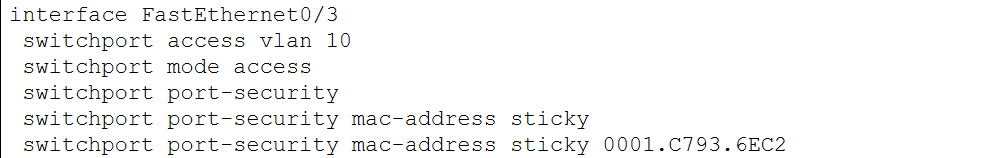 interface FastEthernet0/3
switchport access vlan 10
switchport mode access
switchport port-security
switchport port-security mac-address sticky
switchport port-security mac-address sticky 0001.C793.6EC2